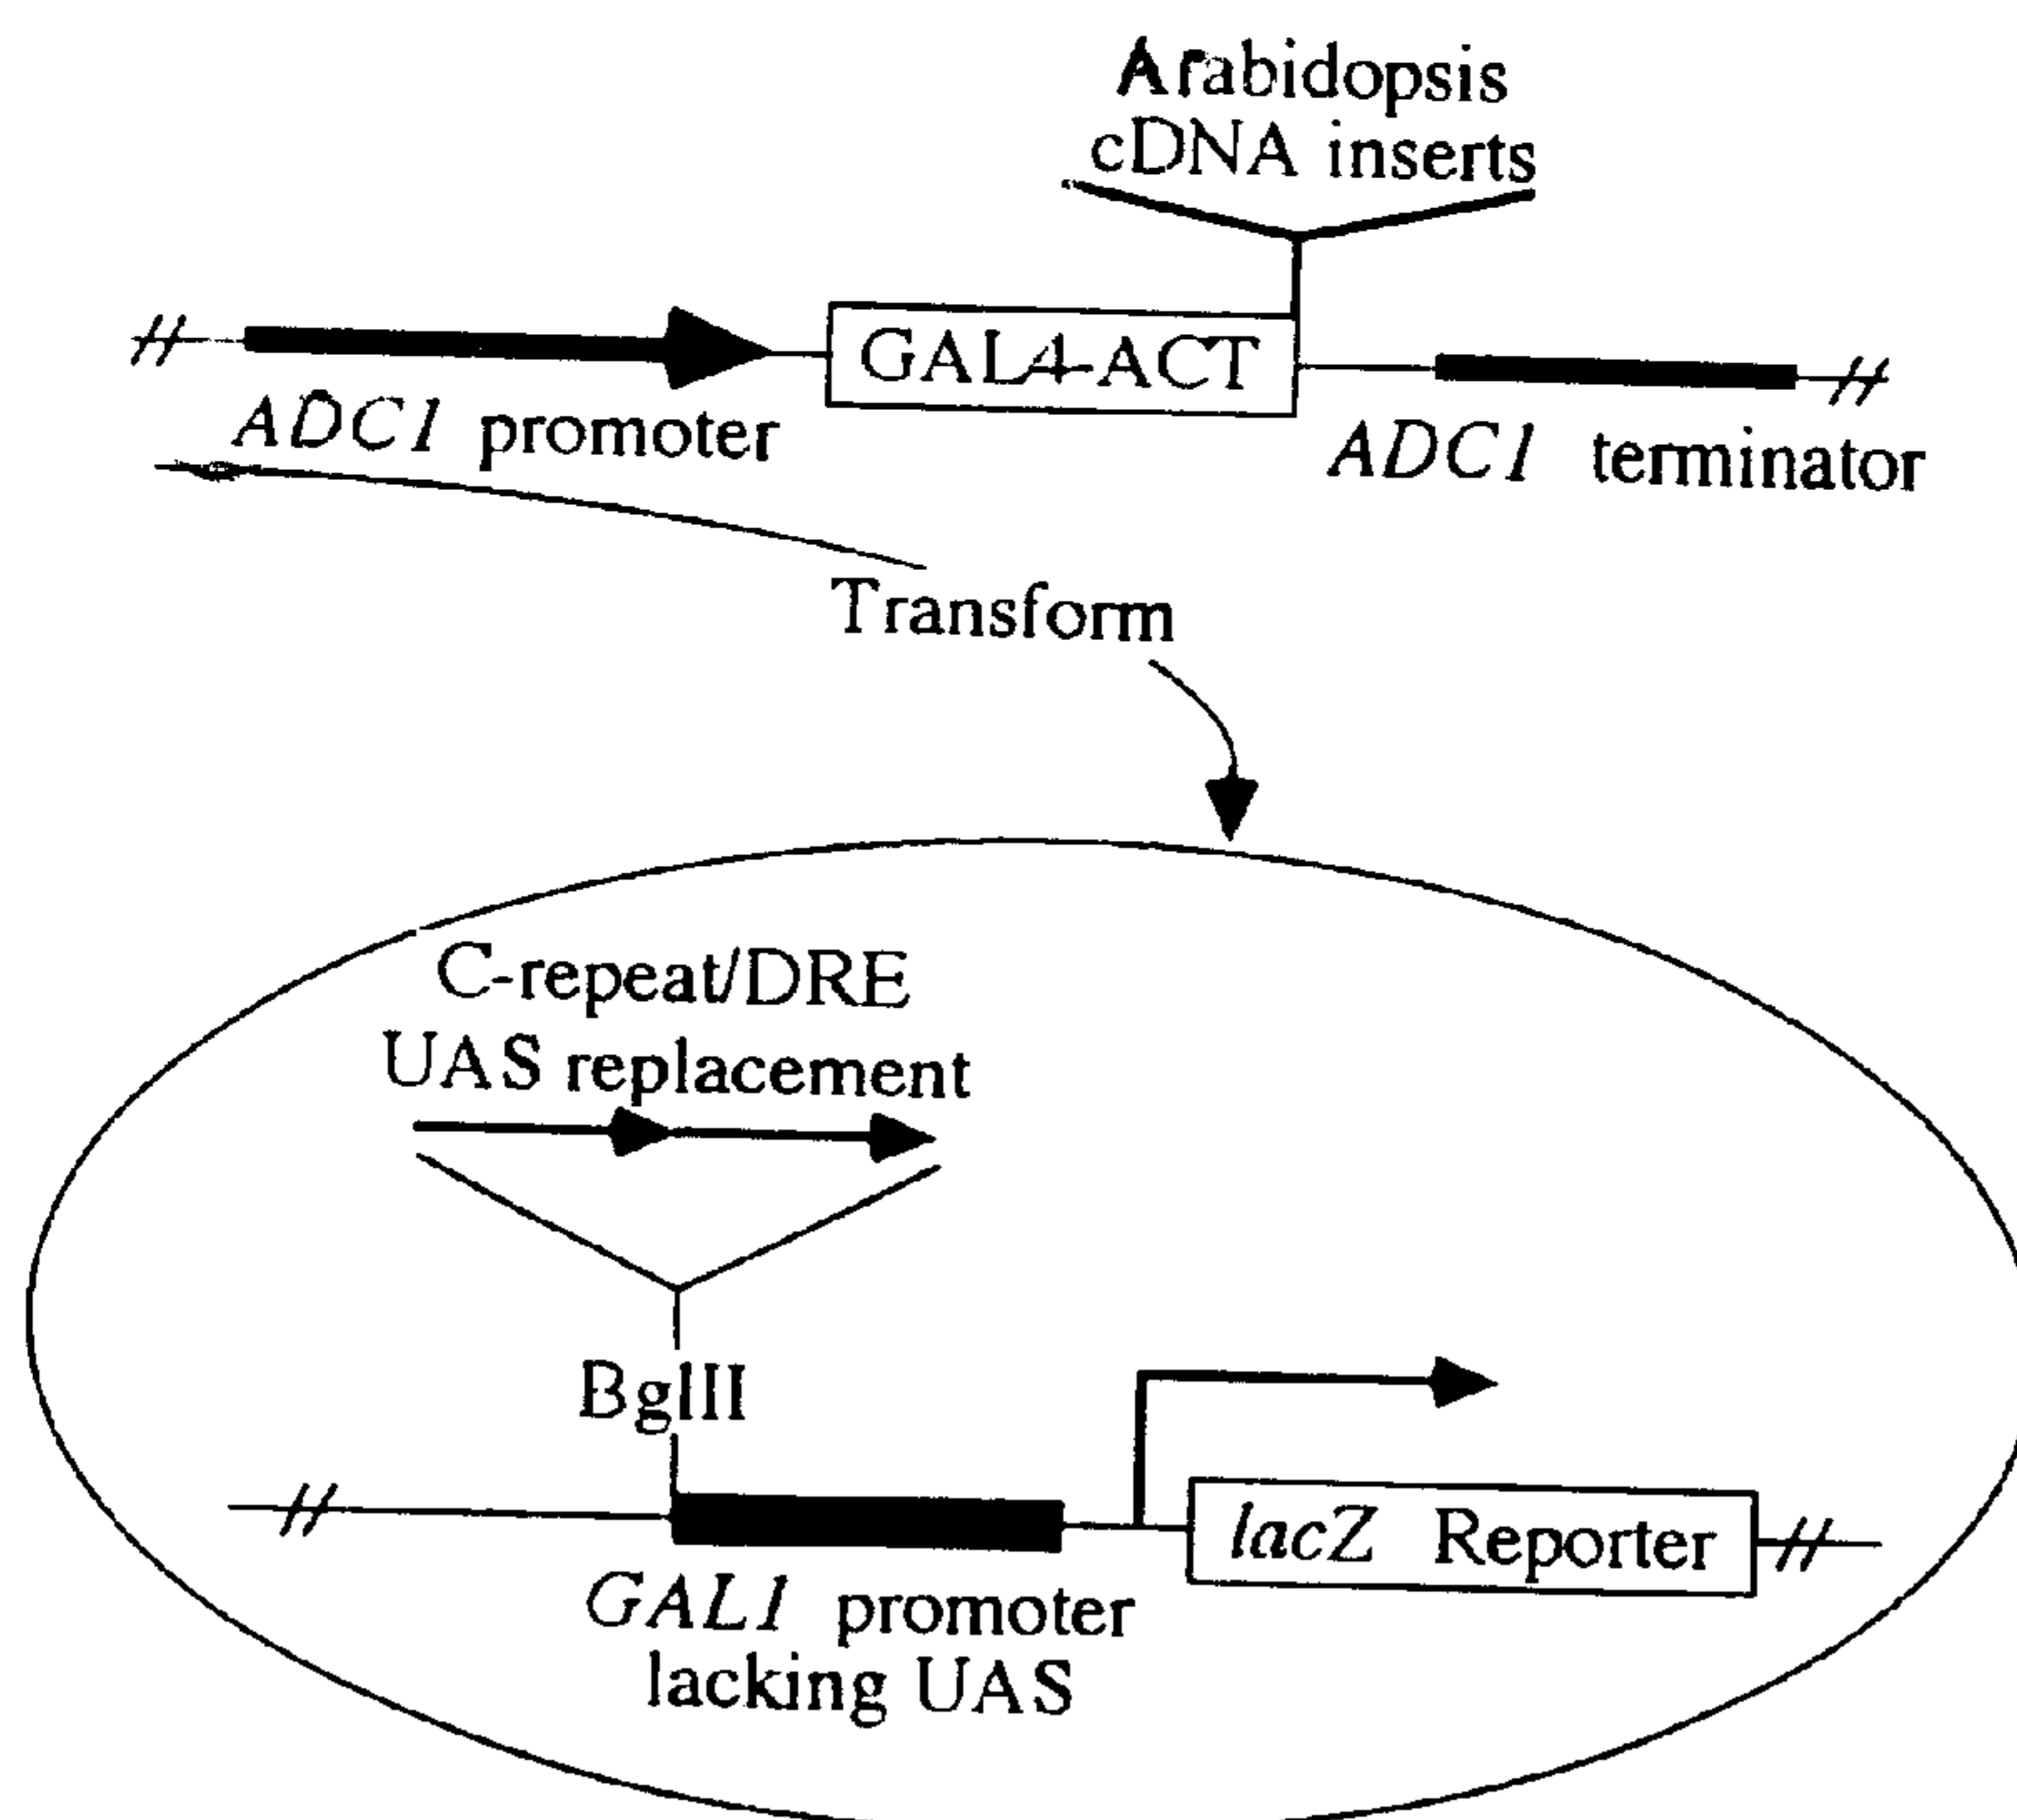 Arabidopsis
cDNA inserts
GAL4-ACT
ADC1 promoter
ADC1 terminator
Transform
C-repeat/DRE
UAS replacement
BglII
lacZ Reporter
GAL1 promoter
lacking UAS